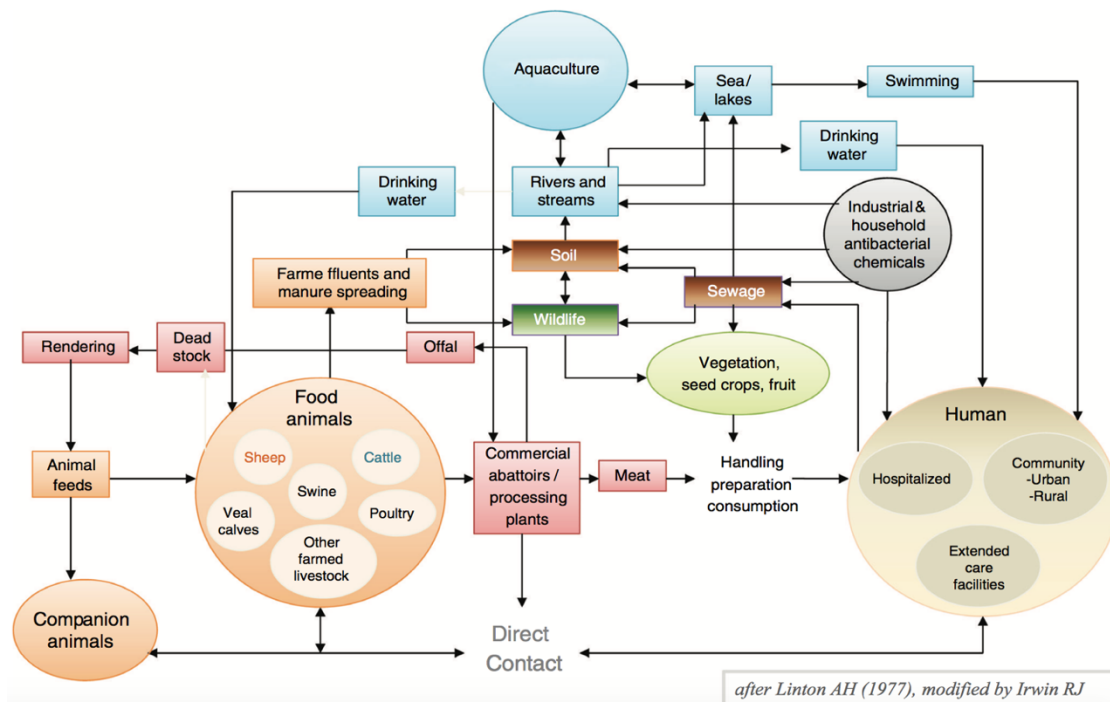 Aquaculture
Sea/
lakes
Swimming
Drinking
water
Drinking
water
Rivers and
streams
Industrial &
household
antibacterial
chemicals
Soil
Farme ffluents and
manure spreading
Sewage
Wildlife
Rendering
Dead
stock
Offal
Vegetation,
seed crops, fruit
Food
animals
Human
Sheep
Cattle
Commercial
abattoirs /
processing
plants
Animal
feeds
Swine
Meat
Handling
preparation
consumption
Hospitalized
Community
-Urban
-Rural
Veal
calves
Poultry
Other
farmed
livestock
Extended
care
facilities
Companion
animals
Direct
Contact
after Linton AH (1977), modified by Irwin RJ